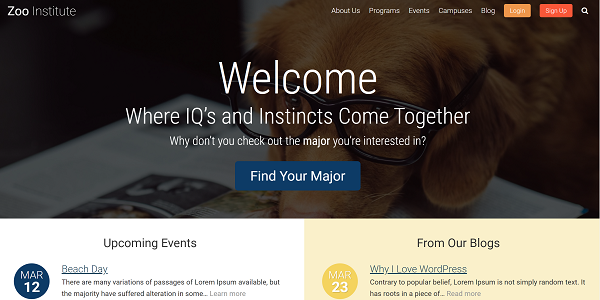 Zoo Institute
About Us Programs Events Campuses Blog Login Sign Up
Welcome
Where IQ's and Instincts Come Together
Why don't you check out the major you're interested in?
Find Your Major
Upcoming Events
MAR
12
Beach Day
There are many variations of passages of Lorem Ipsum available, but
the majority have suffered alteration in some... Learn more
From Our Blogs
MAR
23
Why I Love WordPress
Contrary to popular belief, Lorem Ipsum is not simply random text. It
has roots in a piece of... Read more